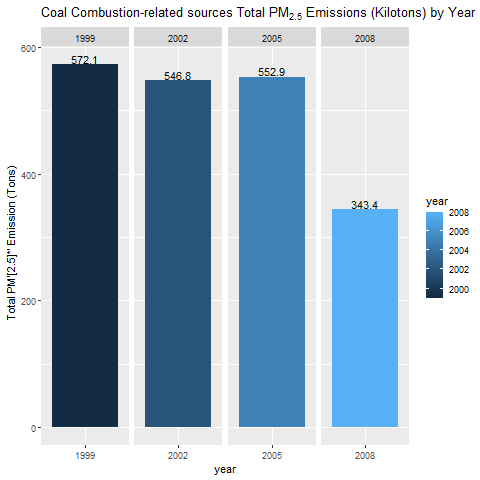 Coal Combustion-related sources Total PM2.5 Emissions (Kilotons) by Year
1999 2002 2005 2008
600
400
200
0
572.1
546.8
552.9
343.4
Total PM'[2.5]*' Emission (Tons)
1999 2002 2005 2008
year
year
2008
2006
2004
2002
2000